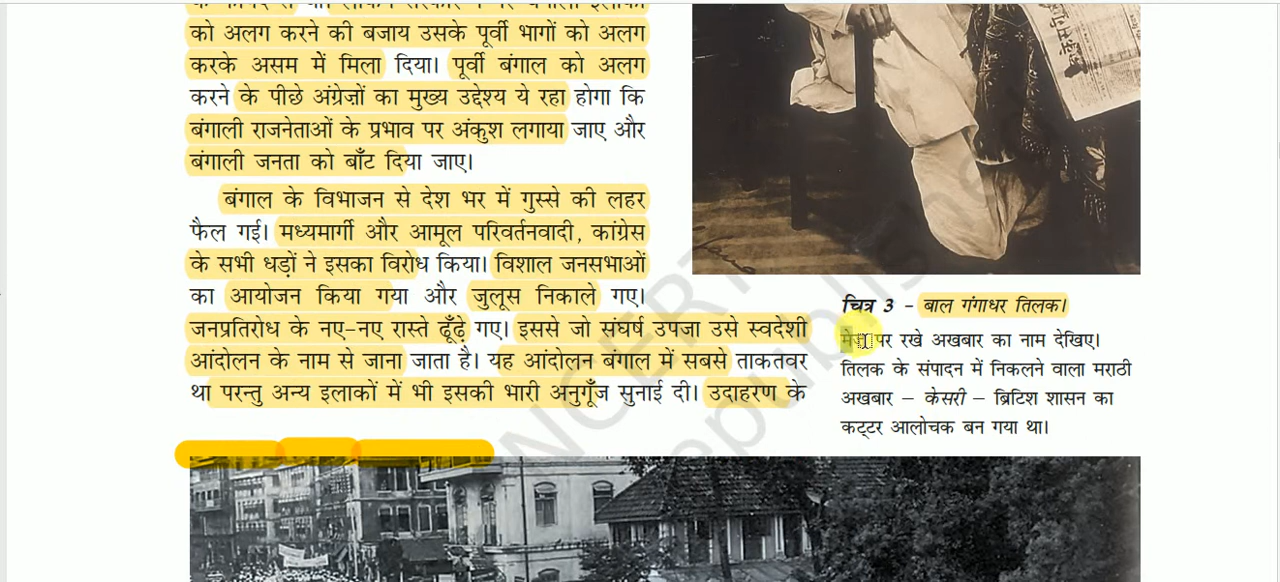 को अलग करने की बजाय उसके पूर्वी भागों को अलग
करके असम में मिला दिया। पूर्वी बंगाल को अलग
करने के पीछे अंग्रेज़ों का मुख्य उद्देश्य ये रहा होगा कि
बंगाली राजनेताओं के प्रभाव पर अंकुश लगाया जाए और
बंगाली जनता को बाँट दिया जाए।
बंगाल के विभाजन से देश भर में गुस्से की लहर
फैल गई। मध्यमार्गी और आमूल परिवर्तनवादी, कांग्रेस
के सभी धड़ों ने इसका विरोध किया। विशाल जनसभाओं
का आयोजन किया गया और जुलूस निकाले गए।
जनप्रतिरोध के नए-नए रास्ते ढूँढ़े गए। इससे जो संघर्ष उपजा उसे स्वदेशी
आंदोलन के नाम से जाना जाता है। यह आंदोलन बंगाल में सबसे ताकतवर
था परन्तु अन्य इलाकों में भी इसकी भारी अनुगूँज सुनाई दी। उदाहरण के
चित्र 3 – बाल गंगाधर तिलक।
मेज़ पर रखे अखबार का नाम देखिए।
तिलक के संपादन में निकलने वाला मराठी
अखबार – केसरी – ब्रिटिश शासन का
कट्टर आलोचक बन गया था।
NCERT
republis